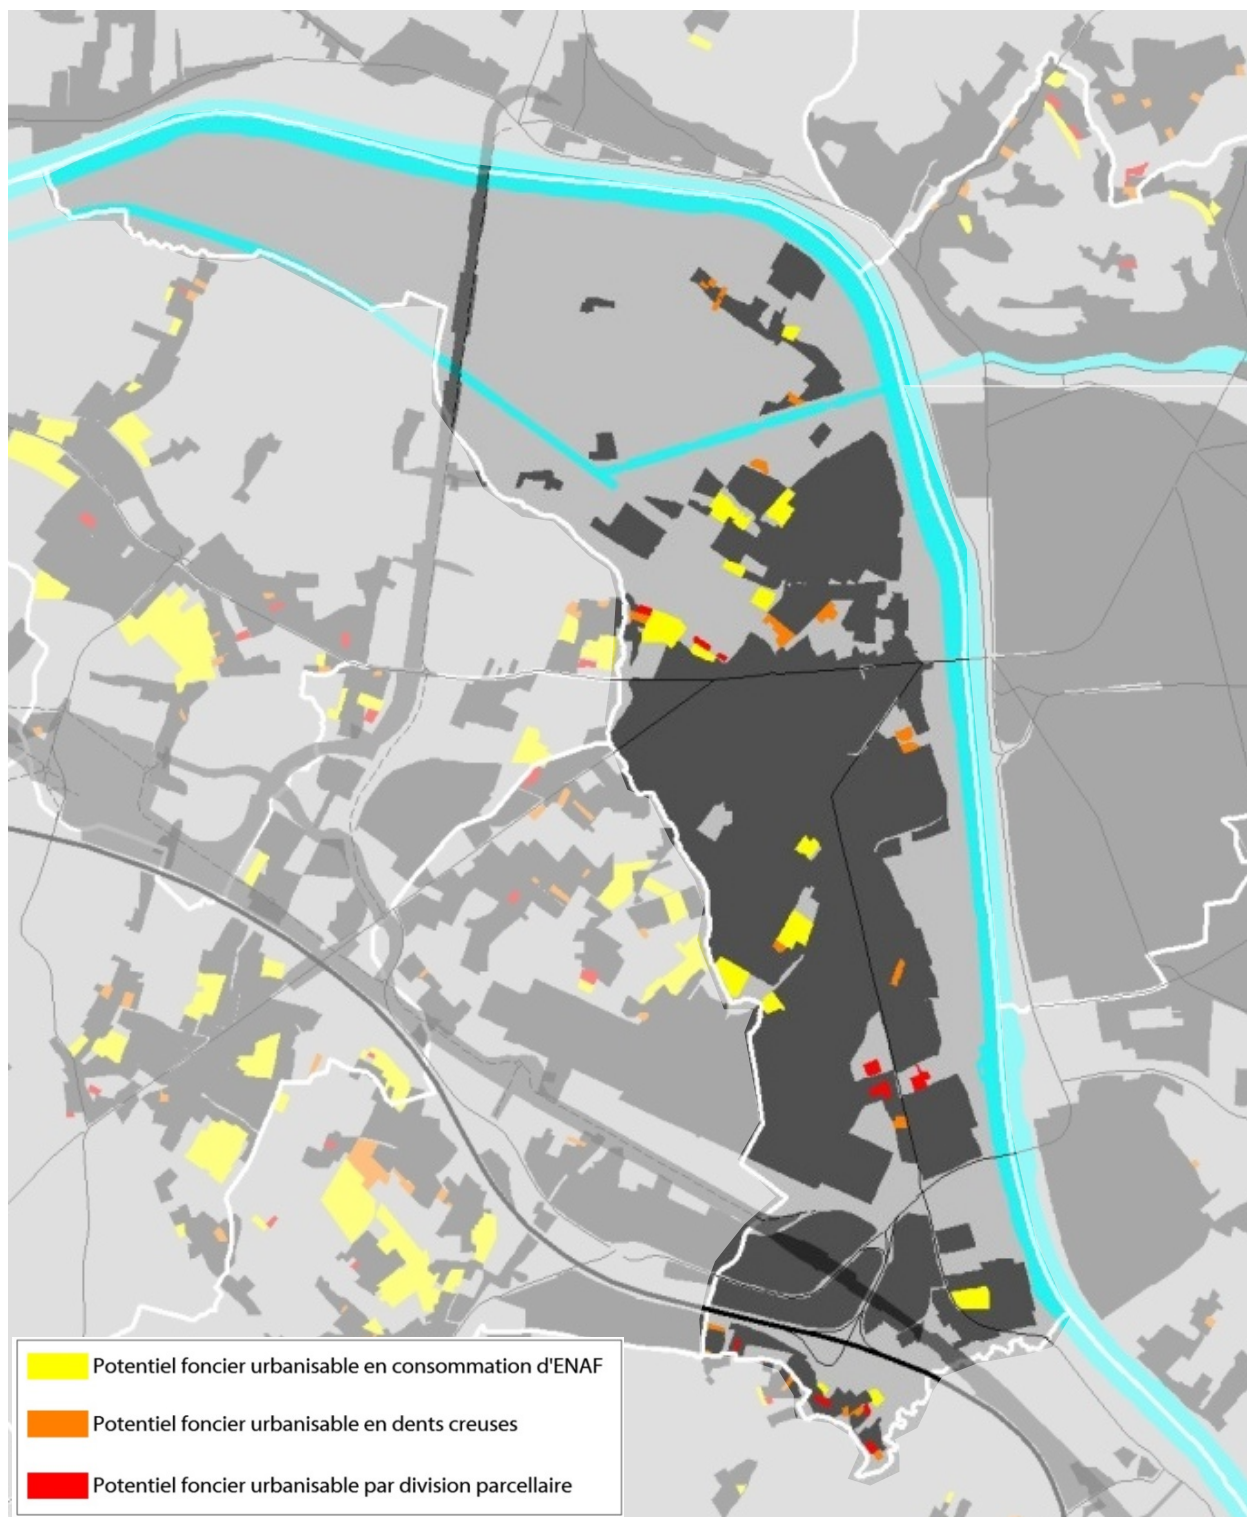 Potentiel foncier urbanisable en consommation d'ENAF
Potentiel foncier urbanisable en dents creuses
Potentiel foncier urbanisable par division parcellaire